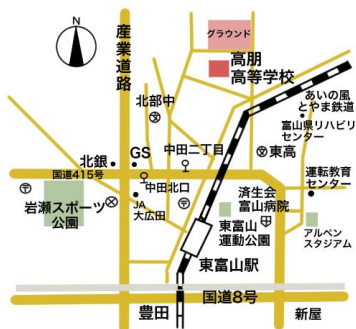 N
産業道路
グラウンド
高朋
高等学校
あいの風
とやま鉄道
富山県リハビリ
センター
北部中
文
中田二丁目
文東高
北銀
GS
国道415号
中田北口
運転教育
センター
岩瀬スポーツ
公園
JA
大広田
済生会
富山病院
東富山
運動公園
アルペン
スタジアム
東富山駅
国道8号
豊田
新屋